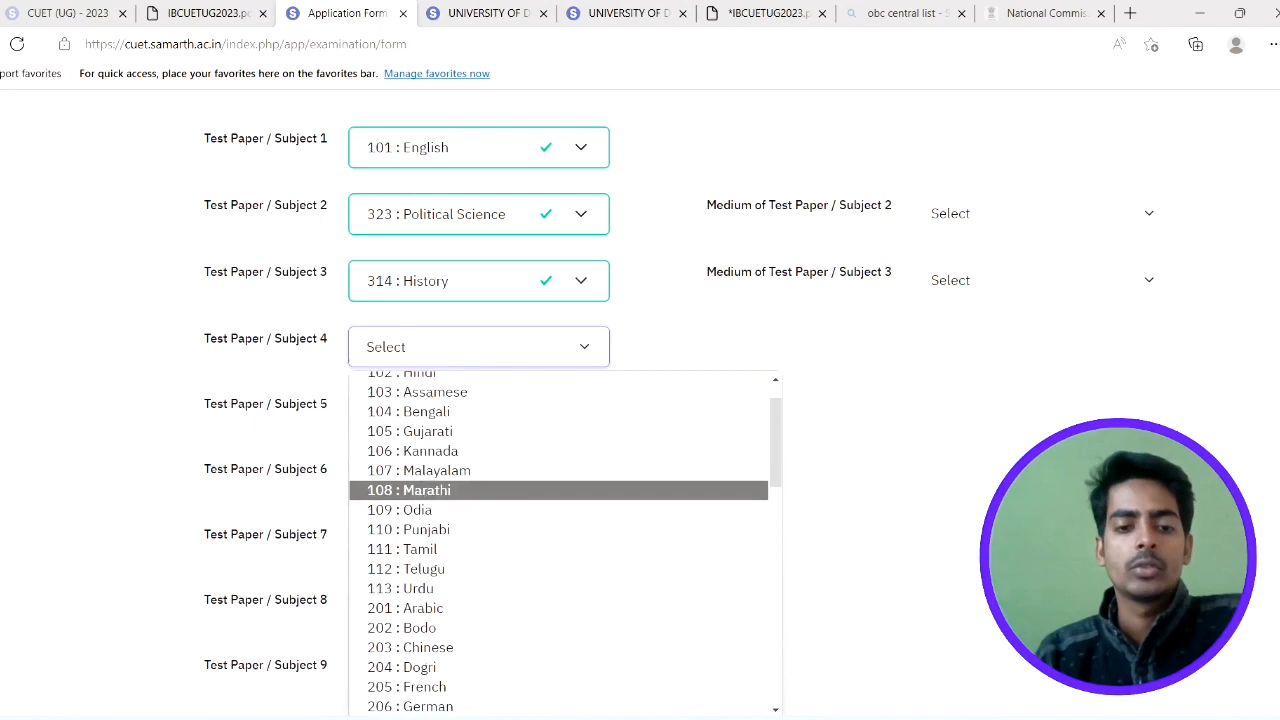 CUET (UG) - 2023
IBCUETUG2023.pd
Application Form
UNIVERSITY OF D
UNIVERSITY OF D
*IBCUETUG2023.p
obc central list - S
National Commis
https://cuet.samarth.ac.in/index.php/app/examination/form
port favorites
For quick access, place your favorites here on the favorites bar. Manage favorites now
Test Paper / Subject 1
101 : English
Test Paper / Subject 2
323 : Political Science
Medium of Test Paper / Subject 2
Select
Test Paper / Subject 3
314 : History
Medium of Test Paper / Subject 3
Select
Test Paper / Subject 4
Select
102 : Hindi
103 : Assamese
Test Paper / Subject 5
104 : Bengali
105 : Gujarati
106 : Kannada
Test Paper / Subject 6
107 : Malayalam
108 : Marathi
109 : Odia
Test Paper / Subject 7
110 : Punjabi
111 : Tamil
112 : Telugu
113 : Urdu
Test Paper / Subject 8
201 : Arabic
202 : Bodo
203 : Chinese
Test Paper / Subject 9
204 : Dogri
205 : French
206 : German